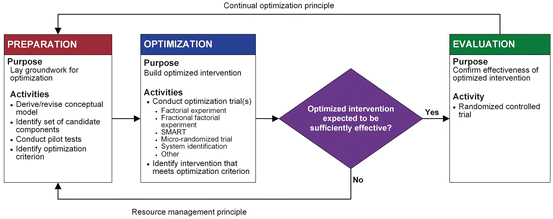 Continual optimization principle
PREPARATION
Purpose
Lay groundwork for
optimization
Activities
• Derive/revise conceptual
model
• Identify set of candidate
components
• Conduct pilot tests
• Identify optimization
criterion
OPTIMIZATION
Purpose
Build optimized intervention
Activities
• Conduct optimization trial(s)
• Factorial experiment
• Fractional factorial
experiment
• SMART
• Micro-randomized trial
• System identification
• Other
• Identify intervention that
meets optimization criterion
Optimized intervention
expected to be
sufficiently effective?
Yes
No
EVALUATION
Purpose
Confirm effectiveness of
optimized intervention
Activity
• Randomized controlled
trial
Resource management principle